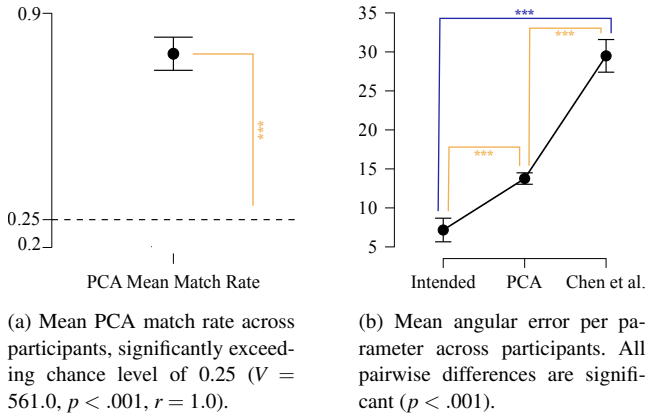 0.9
0.25
0.2
***
PCA Mean Match Rate
(a) Mean PCA match rate across
participants, significantly exceed-
ing chance level of 0.25 (V =
561.0, p < .001, r = 1.0).
35
30
25
20
15
10
5
***
***
***
Intended PCA Chen et al.
(b) Mean angular error per pa-
rameter across participants. All
pairwise differences are signifi-
cant (p < .001).